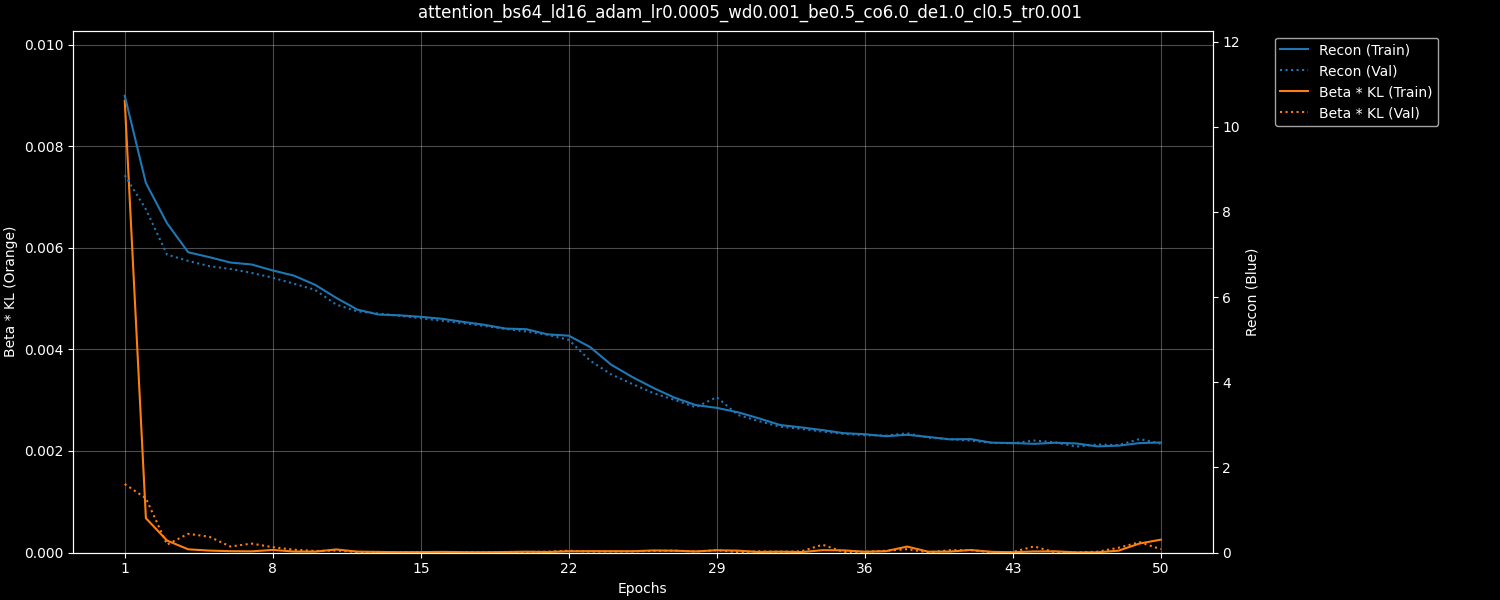 attention_bs64_ld16_adam_lr0.0005_wd0.001_be0.5_co6.0_de1.0_cl0.5_tr0.001
Recon (Train)
Recon (Val)
Beta * KL (Train)
Beta * KL (Val)
Beta * KL (Orange)
0.010
0.008
0.006
0.004
0.002
0.000
12
10
8
6
4
2
0
Recon (Blue)
1 8 15 22 29 36 43 50
Epochs